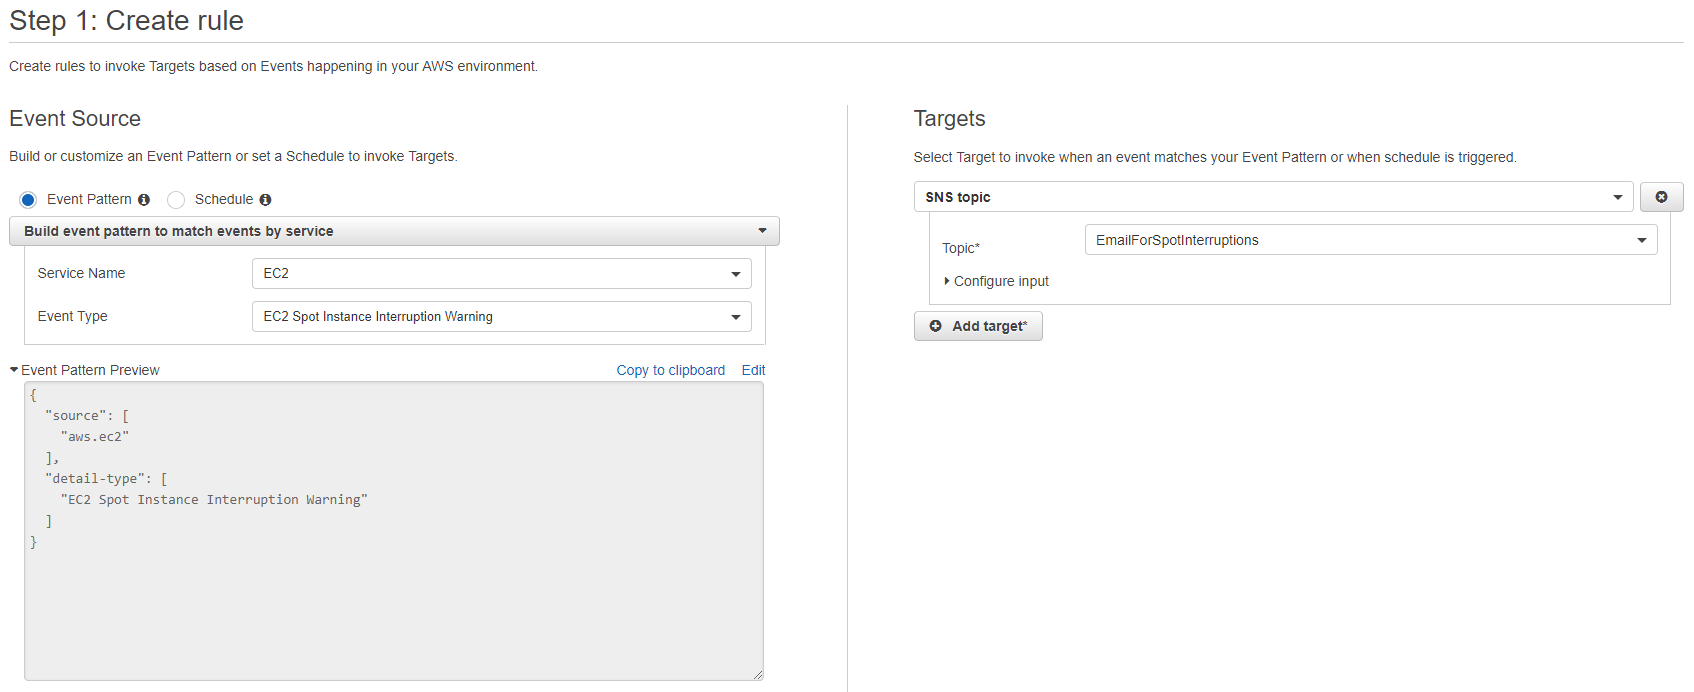 Step 1: Create rule
Create rules to invoke Targets based on Events happening in your AWS environment.
Event Source
Build or customize an Event Pattern or set a Schedule to invoke Targets.
Event Pattern Schedule
Build event pattern to match events by service
Service Name EC2
Event Type EC2 Spot Instance Interruption Warning
Event Pattern Preview Copy to clipboard Edit
{
  "source": [
    "aws.ec2"
  ],
  "detail-type": [
    "EC2 Spot Instance Interruption Warning"
  ]
}
Targets
Select Target to invoke when an event matches your Event Pattern or when schedule is triggered.
SNS topic
Topic* EmailForSpotInterruptions
Configure input
Add target*